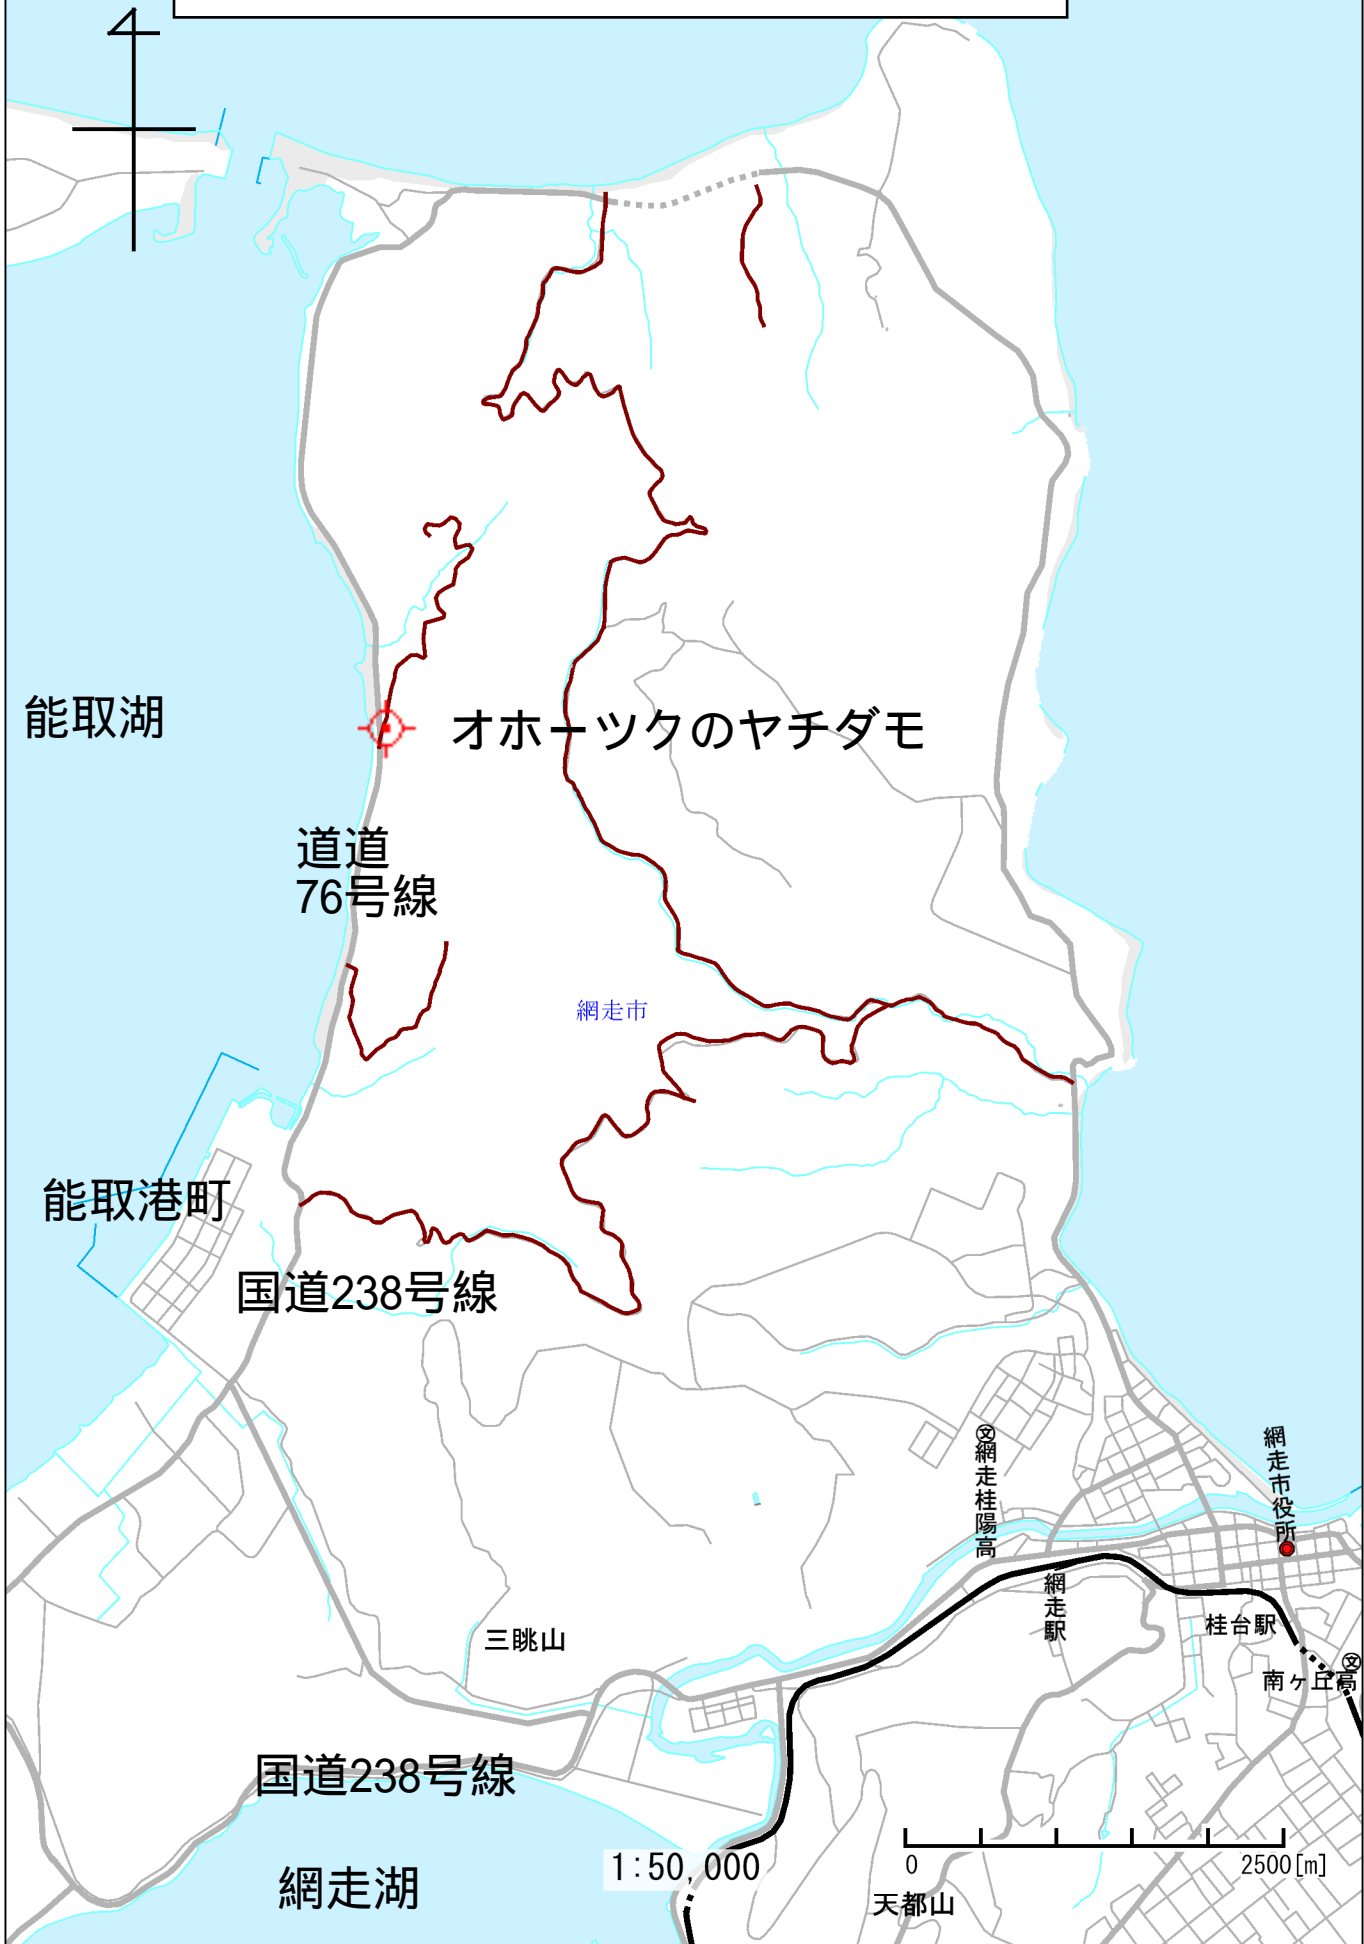 能取湖
オホーツクのヤチダモ
道道
76号線
網走市
能取港町
国道238号線
文
網走桂陽高
網走市役所
網走駅
桂台駅
文
南ヶ丘高
三眺山
国道238号線
網走湖
1:50,000
0
2500[m]
天都山